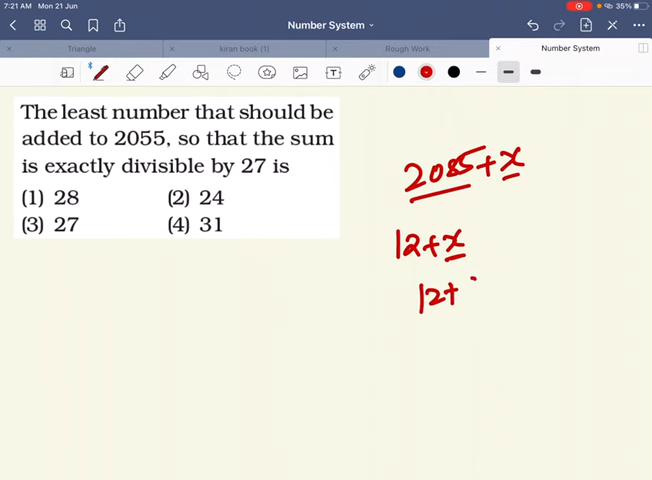 7:21 AM Mon 21 Jun
35%
Number System
Triangle
kiran book (1)
Rough Work
Number System
T
The least number that should be
added to 2055, so that the sum
is exactly divisible by 27 is
(1) 28 (2) 24
(3) 27 (4) 31
2055+x
12+x
12+